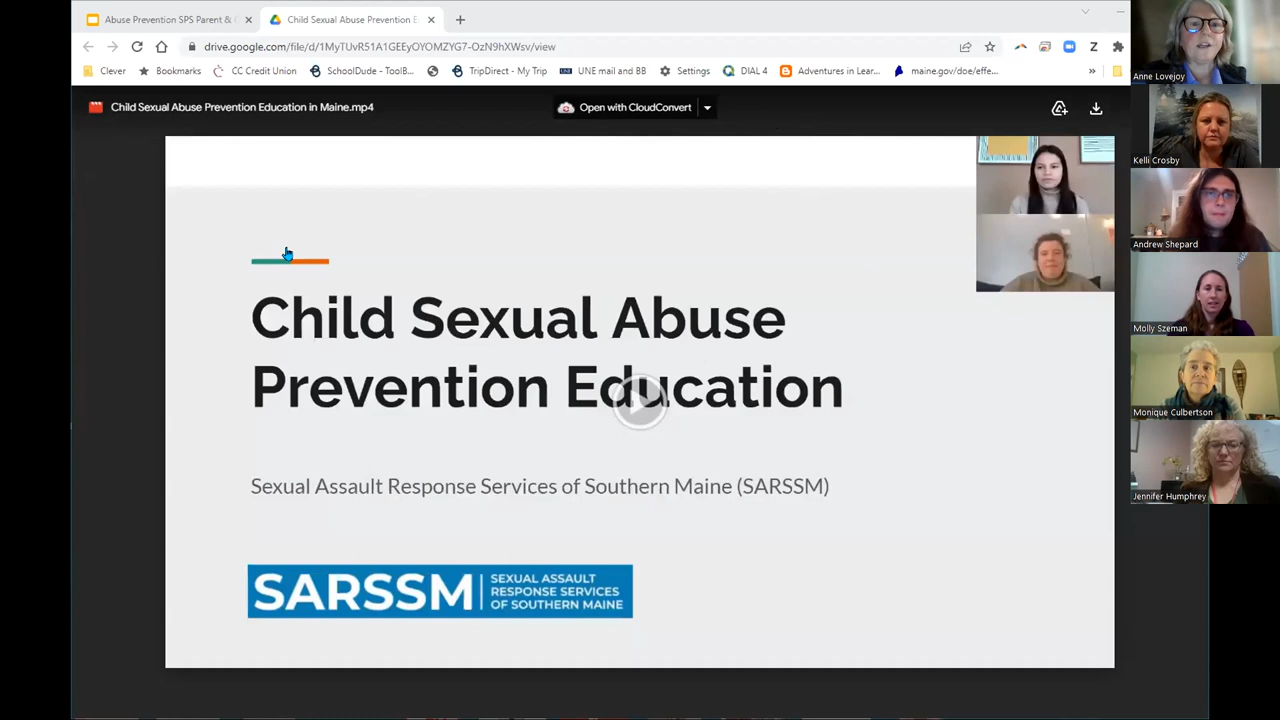 Abuse Prevention SPS Parent &
Child Sexual Abuse Prevention E
drive.google.com/file/d/1MyTUvR51A1GEEyOYOMZYG7-OzN9hXWsv/view
Clever
Bookmarks
CC Credit Union
SchoolDude - ToolB...
TripDirect - My Trip
UNE mail and BB
Settings
DIAL 4
Adventures in Lear...
maine.gov/doe/effe...
Child Sexual Abuse Prevention Education in Maine.mp4
Open with CloudConvert
Child Sexual Abuse
Prevention Education
Sexual Assault Response Services of Southern Maine (SARSSM)
SARSSM
SEXUAL ASSAULT
RESPONSE SERVICES
OF SOUTHERN MAINE
Anne Lovejoy
Kelli Crosby
Andrew Shepard
Molly Szeman
Monique Culbertson
Jennifer Humphrey